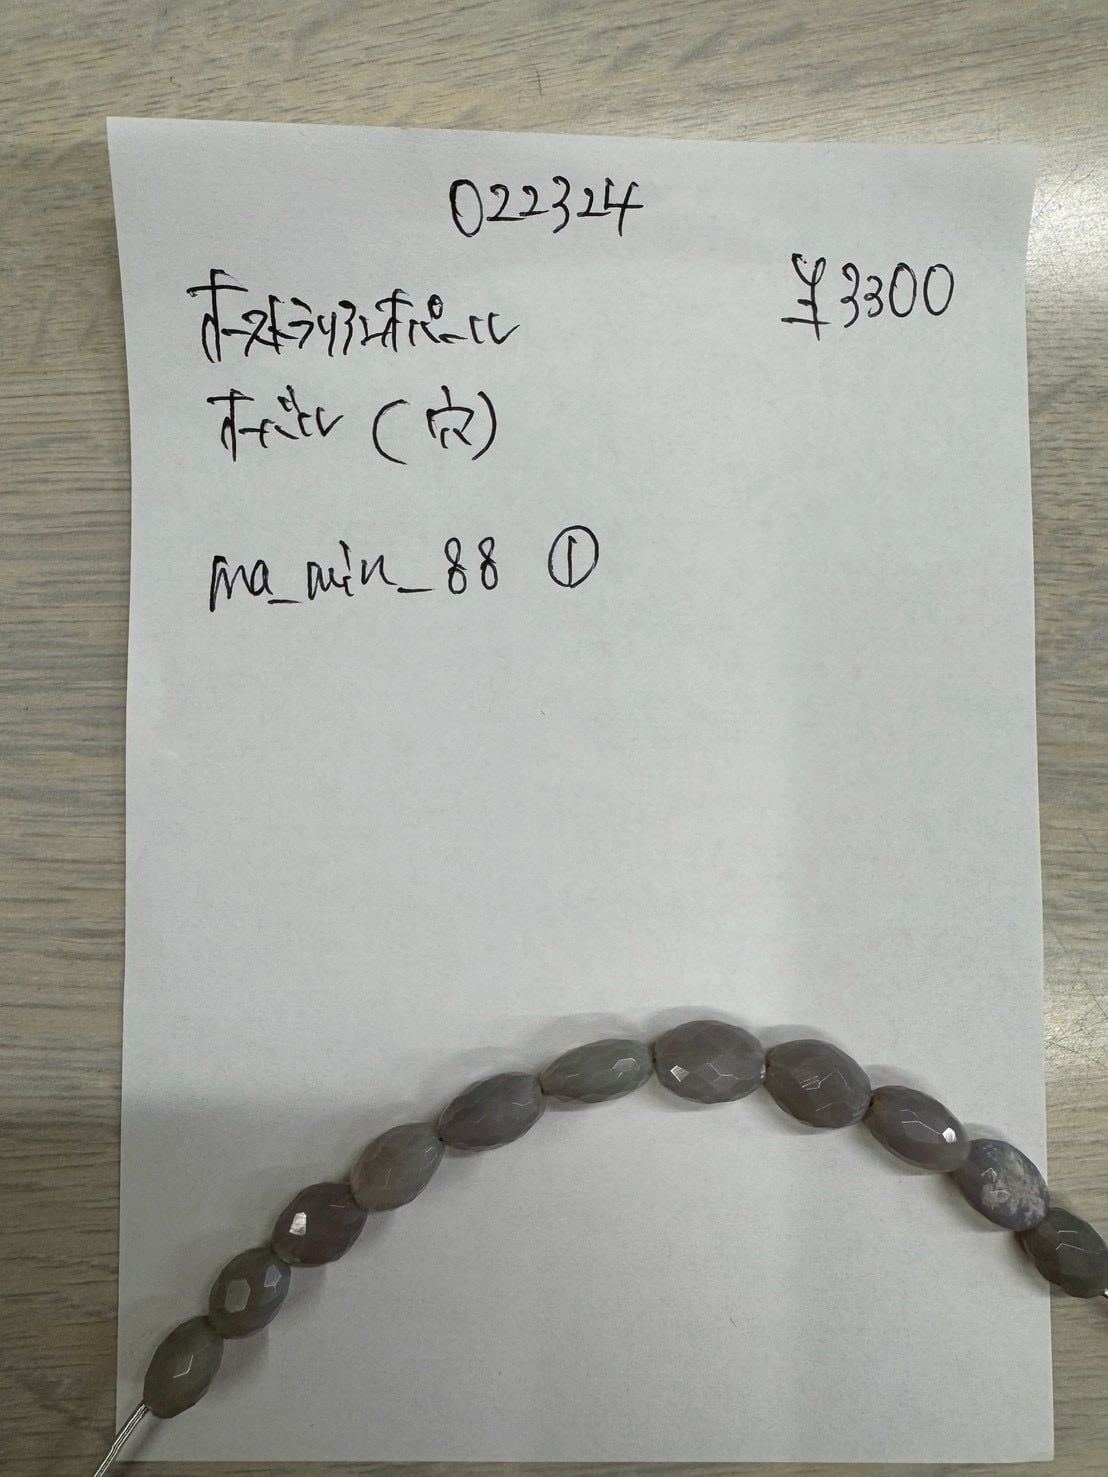 022324
¥3300
オーストラリアンオパール
オーバル (穴)
ma_min_88 ①